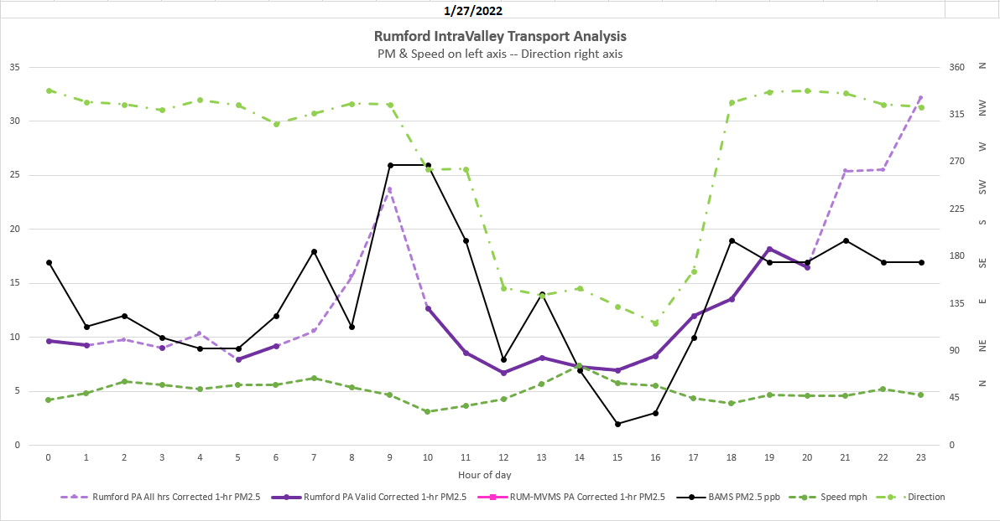 1/27/2022
Rumford IntraValley Transport Analysis
PM & Speed on left axis -- Direction right axis
35
30
25
20
15
10
5
0
360
315
270
225
180
135
90
45
0
N
NW
W
SW
S
SE
E
NE
N
0 1 2 3 4 5 6 7 8 9 10 11 12 13 14 15 16 17 18 19 20 21 22 23
Hour of day
Rumford PA All hrs Corrected 1-hr PM2.5 Rumford PA Valid Corrected 1-hr PM2.5 RUM-MVMS PA Corrected 1-hr PM2.5 BAMS PM2.5 ppb Speed mph Direction